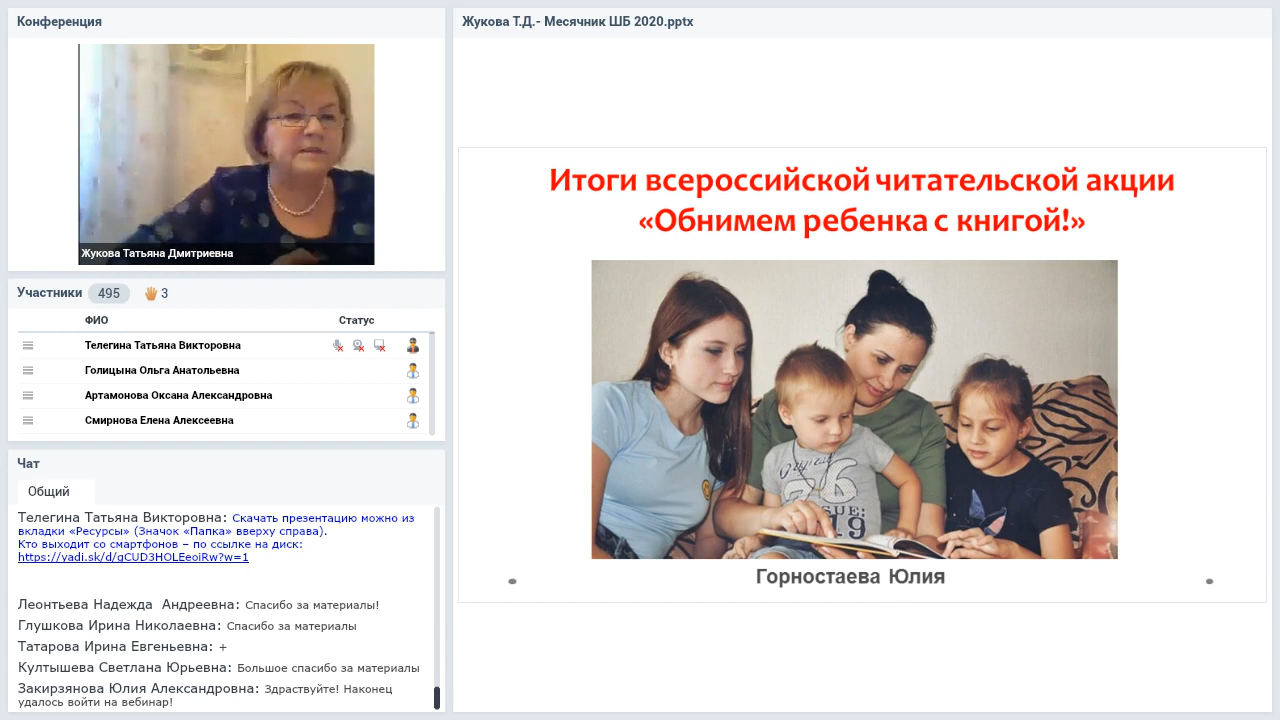 Конференция
Жукова Татьяна Дмитриевна
Участники 495 3
ФИО Статус
Телегина Татьяна Викторовна
Голицына Ольга Анатольевна
Артамонова Оксана Александровна
Смирнова Елена Алексеевна
Чат
Общий
Телегина Татьяна Викторовна: Скачать презентацию можно из
вкладки «Ресурсы» (Значок «Папка» вверху справа).
Кто выходит со смартфонов – по ссылке на диск:
https://yadi.sk/d/gCUD3HOLEeoiRw?w=1
Леонтьева Надежда Андреевна: Спасибо за материалы!
Глушкова Ирина Николаевна: Спасибо за материалы
Татарова Ирина Евгеньевна: +
Култышева Светлана Юрьевна: Большое спасибо за материалы
Закирзянова Юлия Александровна: Здраствуйте! Наконец
удалось войти на вебинар!
Жукова Т.Д.- Месячник ШБ 2020.pptx
Итоги всероссийской читательской акции
«Обнимем ребенка с книгой!»
76
19
Горностаева Юлия